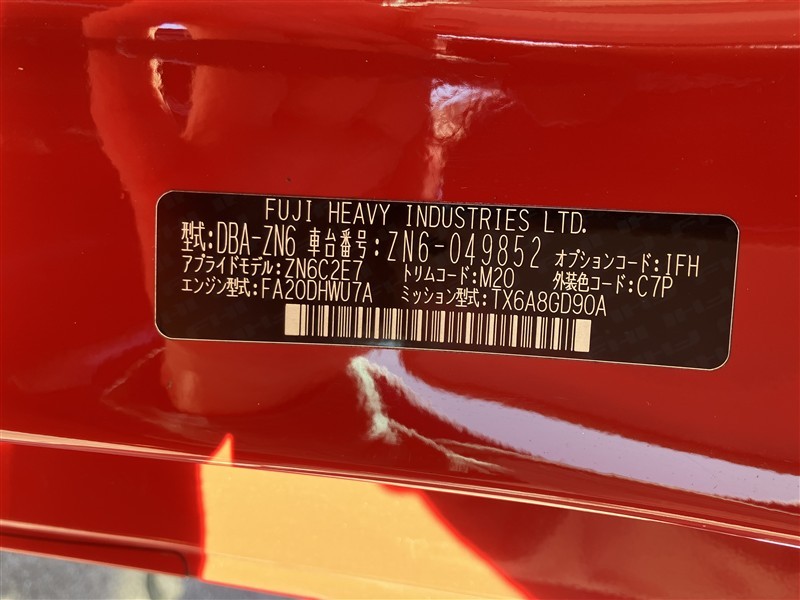 FUJI HEAVY INDUSTRIES LTD.
型式:DBA-ZN6 車台番号:ZN6-049852 オプションコード:IFH
アプライドモデル:ZN6C2E7 トリムコード:M20 外装色コード:C7P
エンジン型式:FA20DHWU7A ミッション型式:TX6A8GD90A